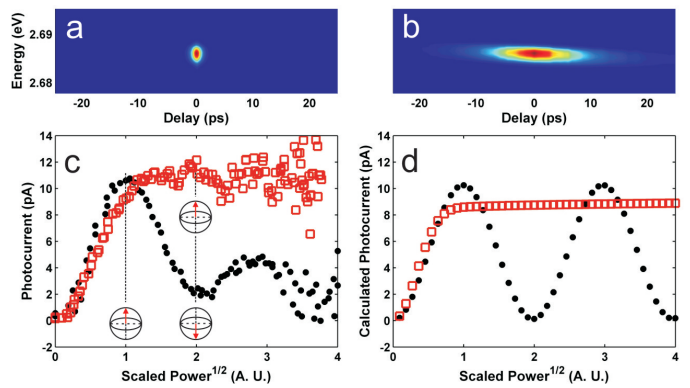 a
b
Energy (eV)
2.69
2.68
-20 -10 0 10 20
-20 -10 0 10 20
Delay (ps)
Delay (ps)
c
d
Photocurrent (pA)
14
12
10
8
6
4
2
0
0 1 2 3 4
Scaled Power1/2 (A. U.)
Calculated Photocurrent (pA)
14
12
10
8
6
4
2
0
0 1 2 3 4
Scaled Power1/2 (A. U.)